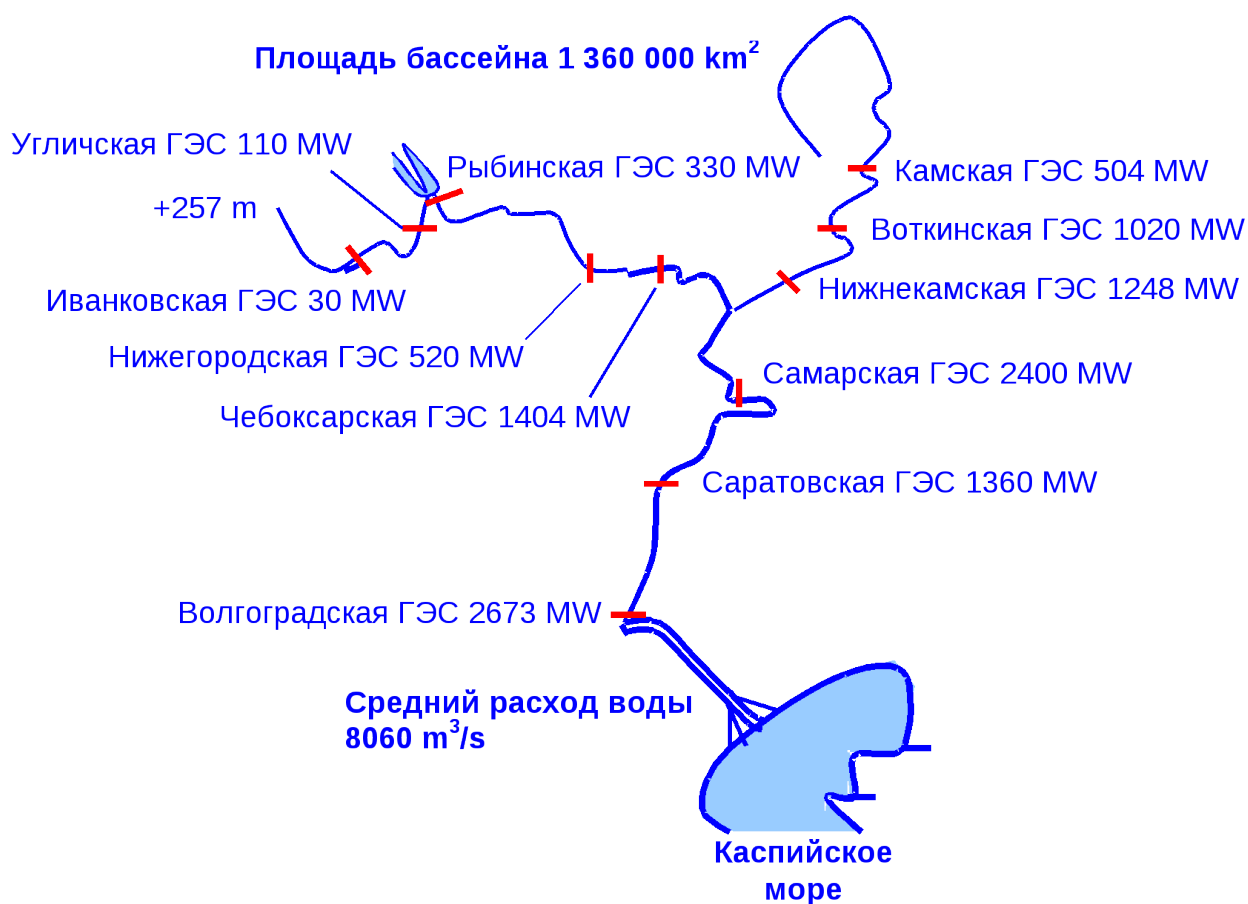 Площадь бассейна 1 360 000 km²
Угличская ГЭС 110 MW
Рыбинская ГЭС 330 MW
Камская ГЭС 504 MW
+257 m
Воткинская ГЭС 1020 MW
Иванковская ГЭС 30 MW
Нижнекамская ГЭС 1248 MW
Нижегородская ГЭС 520 MW
Самарская ГЭС 2400 MW
Чебоксарская ГЭС 1404 MW
Саратовская ГЭС 1360 MW
Волгоградская ГЭС 2673 MW
Средний расход воды
8060 m³/s
Каспийское
море